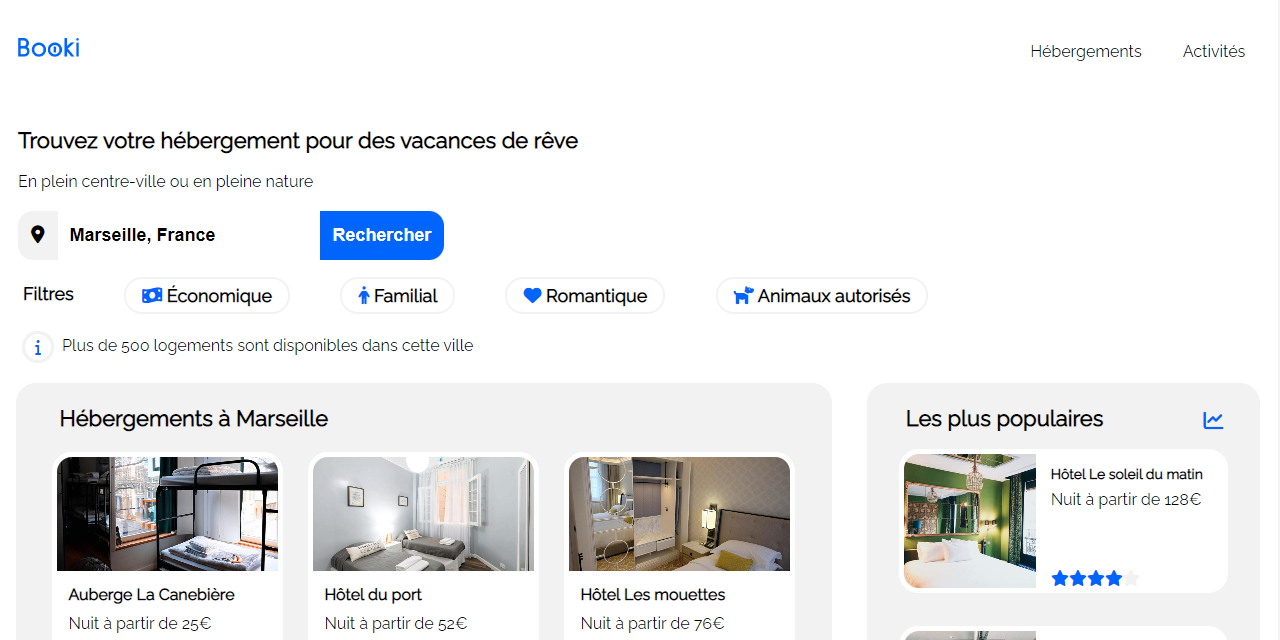 Booki
Hébergements Activités
Trouvez votre hébergement pour des vacances de rêve
En plein centre-ville ou en pleine nature
Marseille, France Rechercher
Filtres Économique Familial Romantique Animaux autorisés
Plus de 500 logements sont disponibles dans cette ville
Hébergements à Marseille
Auberge La Canebière
Nuit à partir de 25€
Hôtel du port
Nuit à partir de 52€
Hôtel Les mouettes
Nuit à partir de 76€
Les plus populaires
Hôtel Le soleil du matin
Nuit à partir de 128€